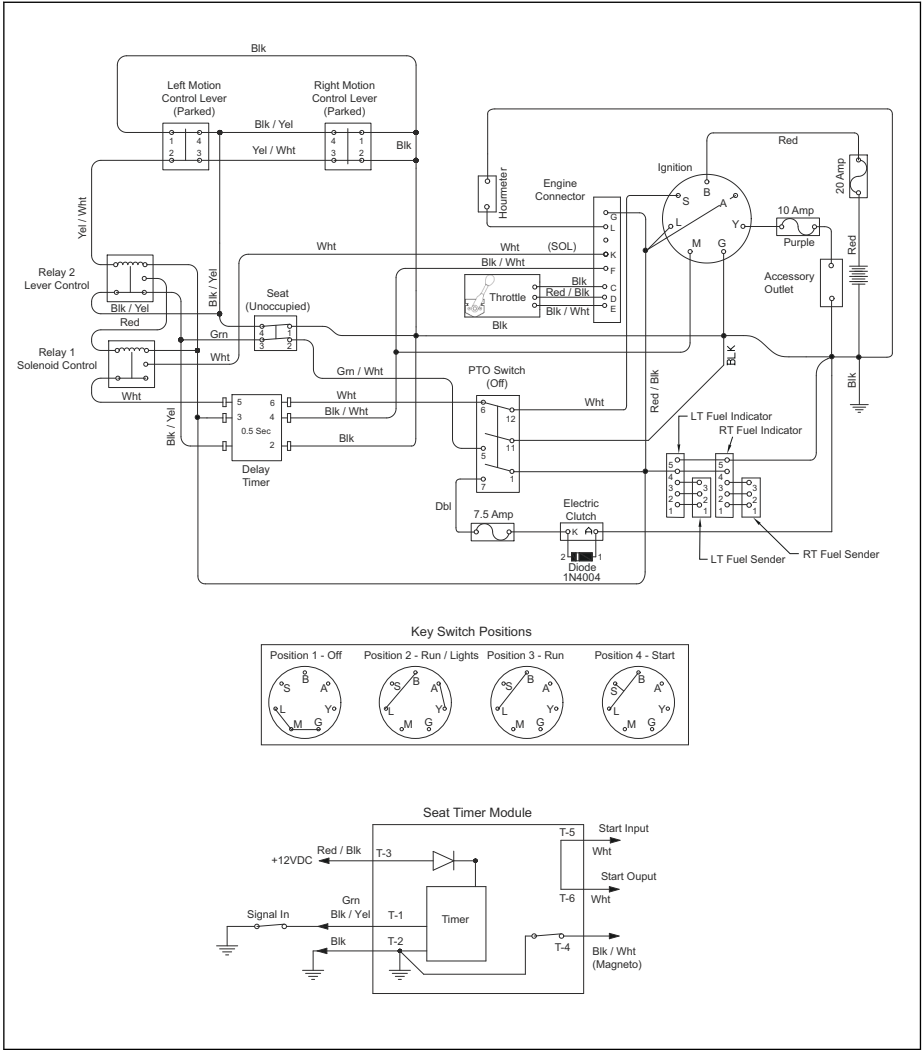 Blk
Left Motion
Control Lever
(Parked)
Right Motion
Control Lever
(Parked)
Blk / Yel
1 4
2 3
4 1
3 2
Yel / Wht
Blk
Red
Ignition
Engine
Connector
Hourmeter
20 Amp
B
S
A
L
Y
M
G
10 Amp
Purple
Red
G
L
K
F
C
D
E
Yel / Wht
Wht
Wht
(SOL)
Blk / Wht
Relay 2
Lever Control
Blk / Yel
Seat
(Unoccupied)
Throttle
Blk
Red / Blk
Blk / Wht
Accessory
Outlet
Blk / Yel
Red
Grn
4 1
3 2
Blk
Relay 1
Solenoid Control
Wht
Grn / Wht
PTO Switch
(Off)
BLK
Red / Blk
Blk
Wht
Blk / Yel
5 6
3 4
2
0.5 Sec
Wht
Blk / Wht
Blk
6
12
11
5
1
7
Wht
LT Fuel Indicator
RT Fuel Indicator
Delay
Timer
5
4
3
2
1
3
2
1
5
4
3
2
1
3
2
1
Dbl
7.5 Amp
Electric
Clutch
K A
2 1
Diode
1N4004
LT Fuel Sender
RT Fuel Sender
Key Switch Positions
Position 1 - Off
Position 2 - Run / Lights
Position 3 - Run
Position 4 - Start
B
S
A
L
Y
M
G
B
S
A
L
Y
M
G
B
S
A
L
Y
M
G
B
S
A
L
Y
M
G
Seat Timer Module
+12VDC
Red / Blk
T-3
T-5
Start Input
Wht
Start Ouput
T-6
Wht
Signal In
Grn
Blk / Yel
T-1
Timer
Blk
T-2
T-4
Blk / Wht
(Magneto)